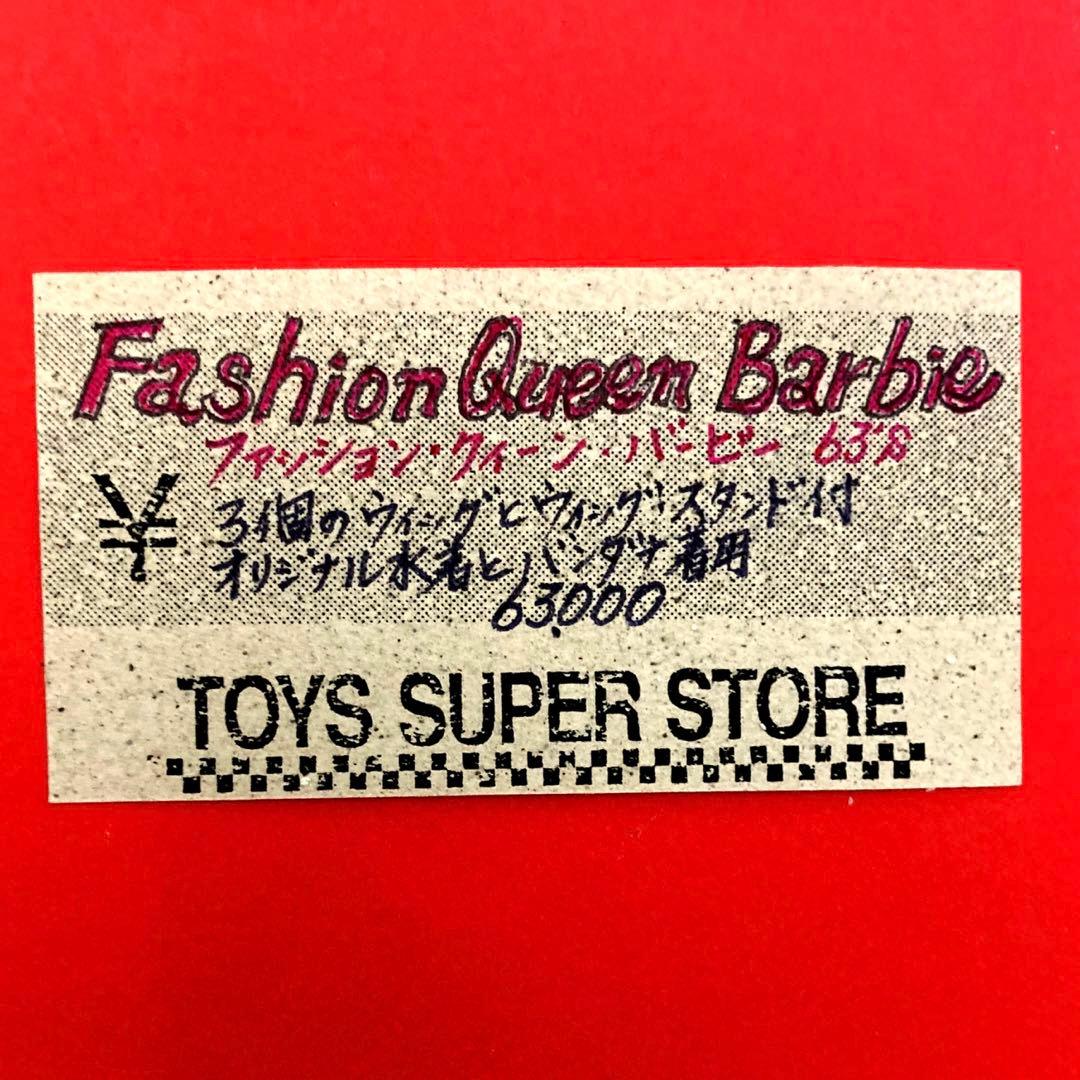 Fashion Queen Barbie
ファッション・クィーン・バービー 63's
¥
3個のウィッグとウィッグ・スタンド付
オリジナル水着とバンダナ着用
63,000
TOYS SUPER STORE